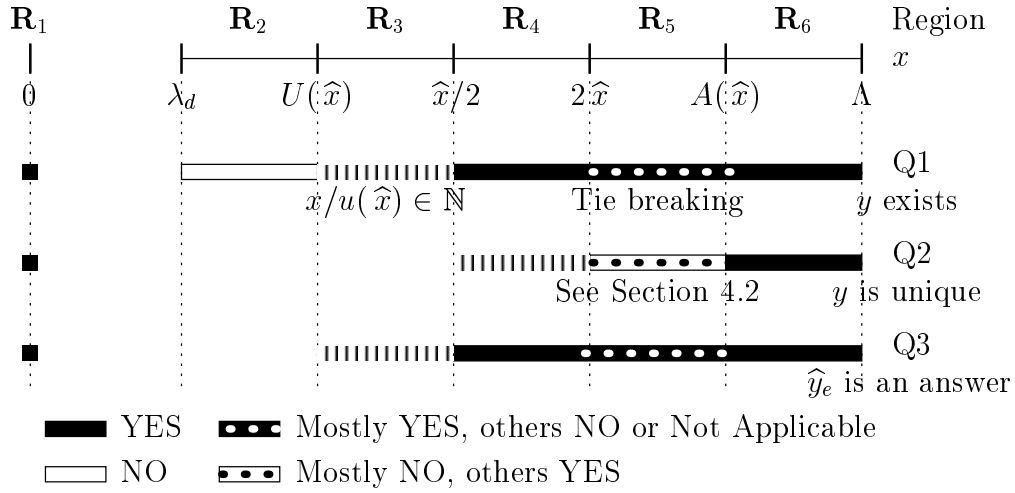 R₁ R₂ R₃ R₄ R₅ R₆ Region
x
0 λ_d U(x̂) x̂/2 2x̂ A(x̂) Λ
Q1
x/u(x̂) ∈ ℕ Tie breaking y exists
Q2
See Section 4.2 y is unique
Q3
ŷ_e is an answer
YES Mostly YES, others NO or Not Applicable
NO Mostly NO, others YES